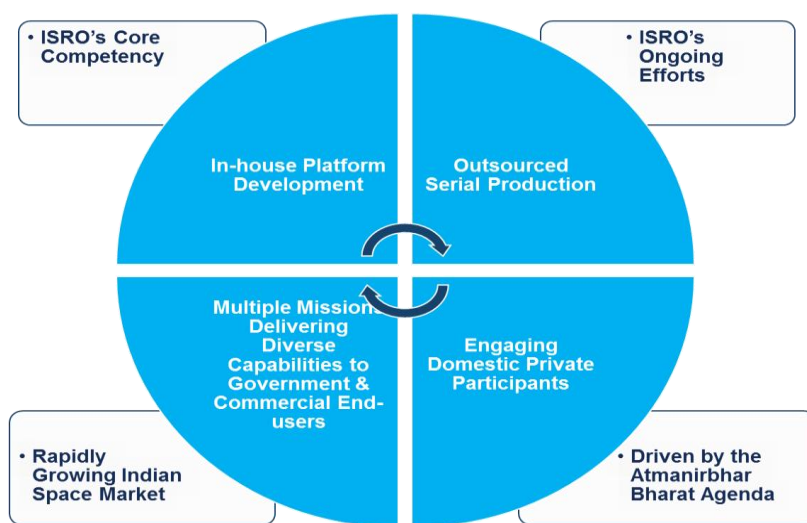 • ISRO's Core
Competency
• ISRO's
Ongoing
Efforts
In-house Platform
Development
Outsourced
Serial Production
Multiple Mission
Delivering
Diverse
Capabilities to
Government &
Commercial End-
users
Engaging
Domestic Private
Participants
• Rapidly
Growing Indian
Space Market
• Driven by the
Atmanirbhar
Bharat Agenda